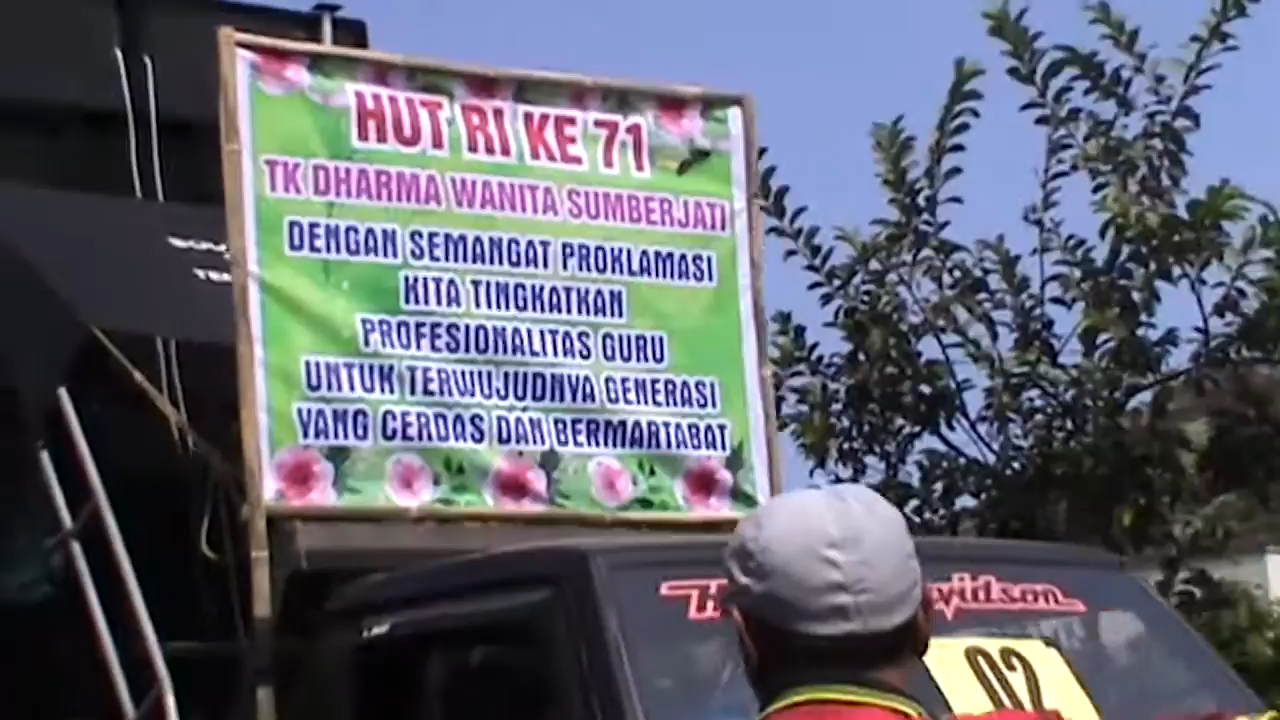 HUT RI KE 71
TK DHARMA WANITA SUMBERJATI
DENGAN SEMANGAT PROKLAMASI
KITA TINGKATKAN
PROFESIONALITAS GURU
UNTUK TERWUJUDNYA GENERASI
YANG CERDAS DAN BERMARTABAT
02